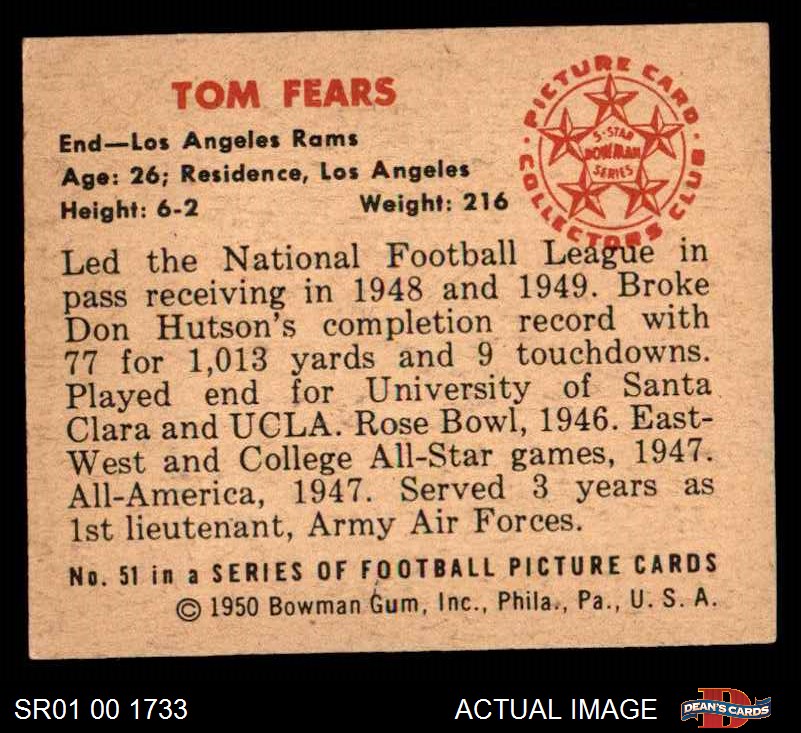 TOM FEARS
End—Los Angeles Rams
Age: 26; Residence, Los Angeles
Height: 6-2 Weight: 216
PICTURE CARD
COLLECTORS CLUB
5-STAR
BOWMAN
SERIES
Led the National Football League in
pass receiving in 1948 and 1949. Broke
Don Hutson's completion record with
77 for 1,013 yards and 9 touchdowns.
Played end for University of Santa
Clara and UCLA. Rose Bowl, 1946. East-
West and College All-Star games, 1947.
All-America, 1947. Served 3 years as
1st lieutenant, Army Air Forces.
No. 51 in a SERIES OF FOOTBALL PICTURE CARDS
© 1950 Bowman Gum, Inc., Phila., Pa., U. S. A.
SR01 00 1733 ACTUAL IMAGE
D
DEAN'S CARDS